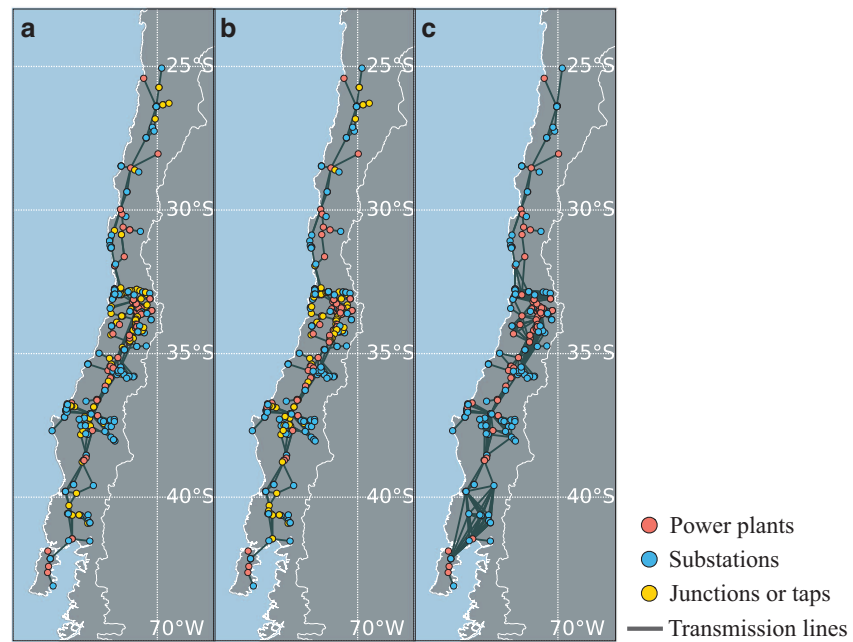 a b c
25°S 25°S 25°S
30°S 30°S 30°S
35°S 35°S 35°S
40°S 40°S 40°S
70°W 70°W 70°W
Power plants
Substations
Junctions or taps
Transmission lines